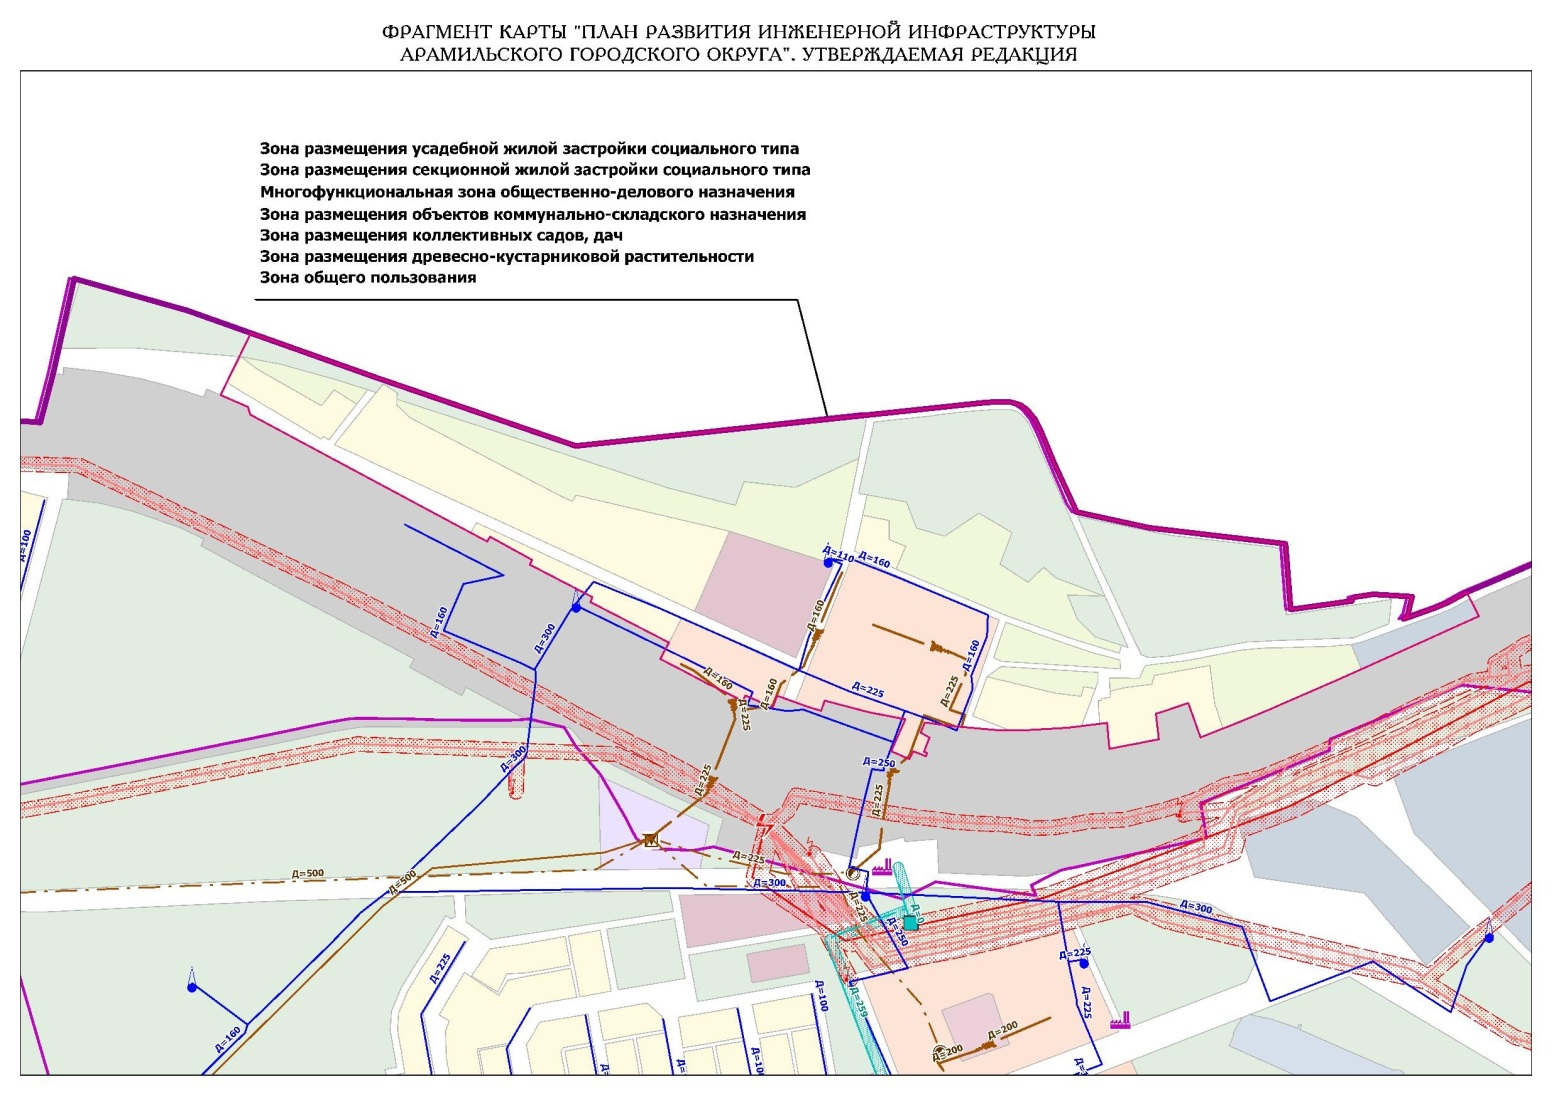 ФРАГМЕНТ КАРТЫ "ПЛАН РАЗВИТИЯ ИНЖЕНЕРНОЙ ИНФРАСТРУКТУРЫ
АРАМИЛЬСКОГО ГОРОДСКОГО ОКРУГА". УТВЕРЖДАЕМАЯ РЕДАКЦИЯ
Зона размещения усадебной жилой застройки социального типа
Зона размещения секционной жилой застройки социального типа
Многофункциональная зона общественно-делового назначения
Зона размещения объектов коммунально-складского назначения
Зона размещения коллективных садов, дач
Зона размещения древесно-кустарниковой растительности
Зона общего пользования
Д=100
Д=110
Д=160
Д=160
Д=160
Д=300
Д=160
Д=160
Д=160
Д=225
Д=225
Д=225
Д=300
Д=225
Д=250
Д=225
Д=225
Д=500
Д=500
Д=300
Д=225
Д=250
Д=300
Д=225
Д=225
Д=225
Д=100
Д=259
Д=160
Д=200
Д=200